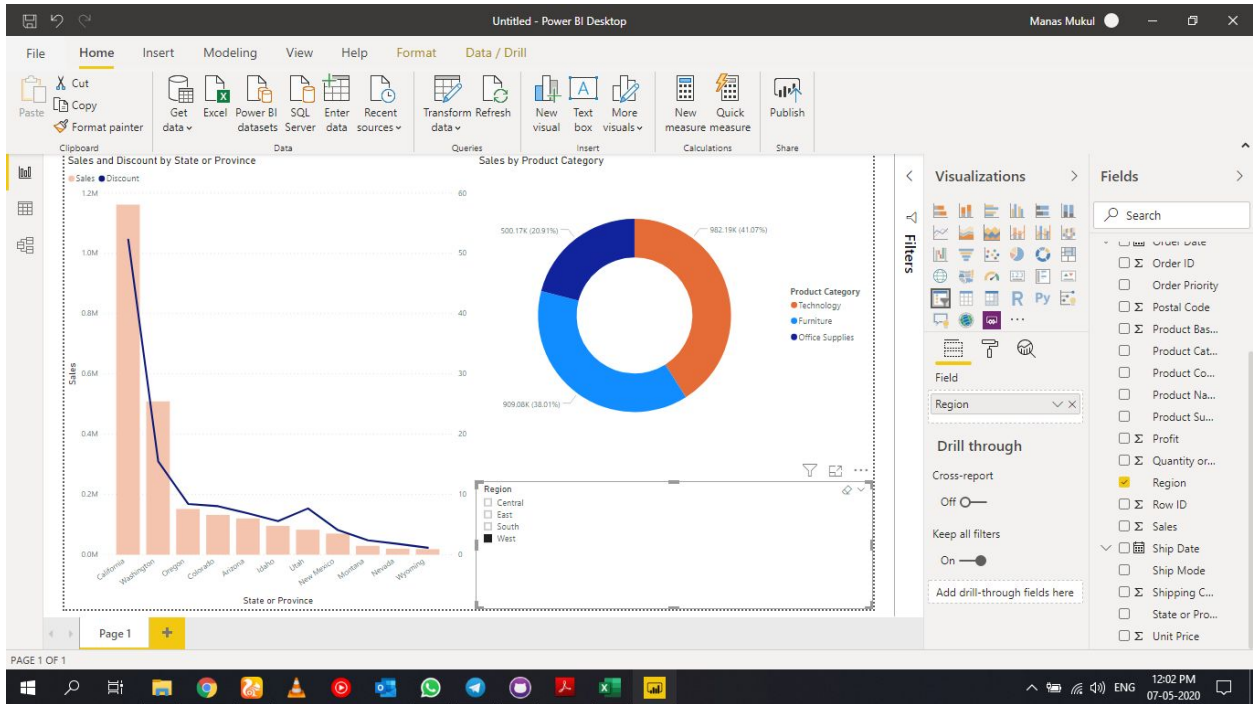 Untitled - Power BI Desktop
Manas Mukul
File Home Insert Modeling View Help Format Data / Drill
Paste
Cut
Copy
Format painter
Clipboard
Get data
Excel
Power BI datasets
SQL Server
Enter data
Recent sources
Data
Transform data
Refresh
Queries
New visual
Text box
More visuals
Insert
New measure
Quick measure
Calculations
Publish
Share
Sales and Discount by State or Province
Sales Discount
1.2M
1.0M
0.8M
0.6M
0.4M
0.2M
0.0M
Sales
60
50
40
30
20
10
0
California
Washington
Oregon
Colorado
Arizona
Idaho
Utah
New Mexico
Montana
Nevada
Wyoming
State or Province
Sales by Product Category
500.17K (20.91%)
982.19K (41.07%)
909.08K (38.01%)
Product Category
Technology
Furniture
Office Supplies
Region
Central
East
South
West
Filters
Visualizations
R Py
Field
Region
Drill through
Cross-report
Off
Keep all filters
On
Add drill-through fields here
Fields
Search
Order Date
Order ID
Order Priority
Postal Code
Product Bas...
Product Cat...
Product Co...
Product Na...
Product Su...
Profit
Quantity or...
Region
Row ID
Sales
Ship Date
Ship Mode
Shipping C...
State or Pro...
Unit Price
Page 1
PAGE 1 OF 1
ENG
12:02 PM
07-05-2020